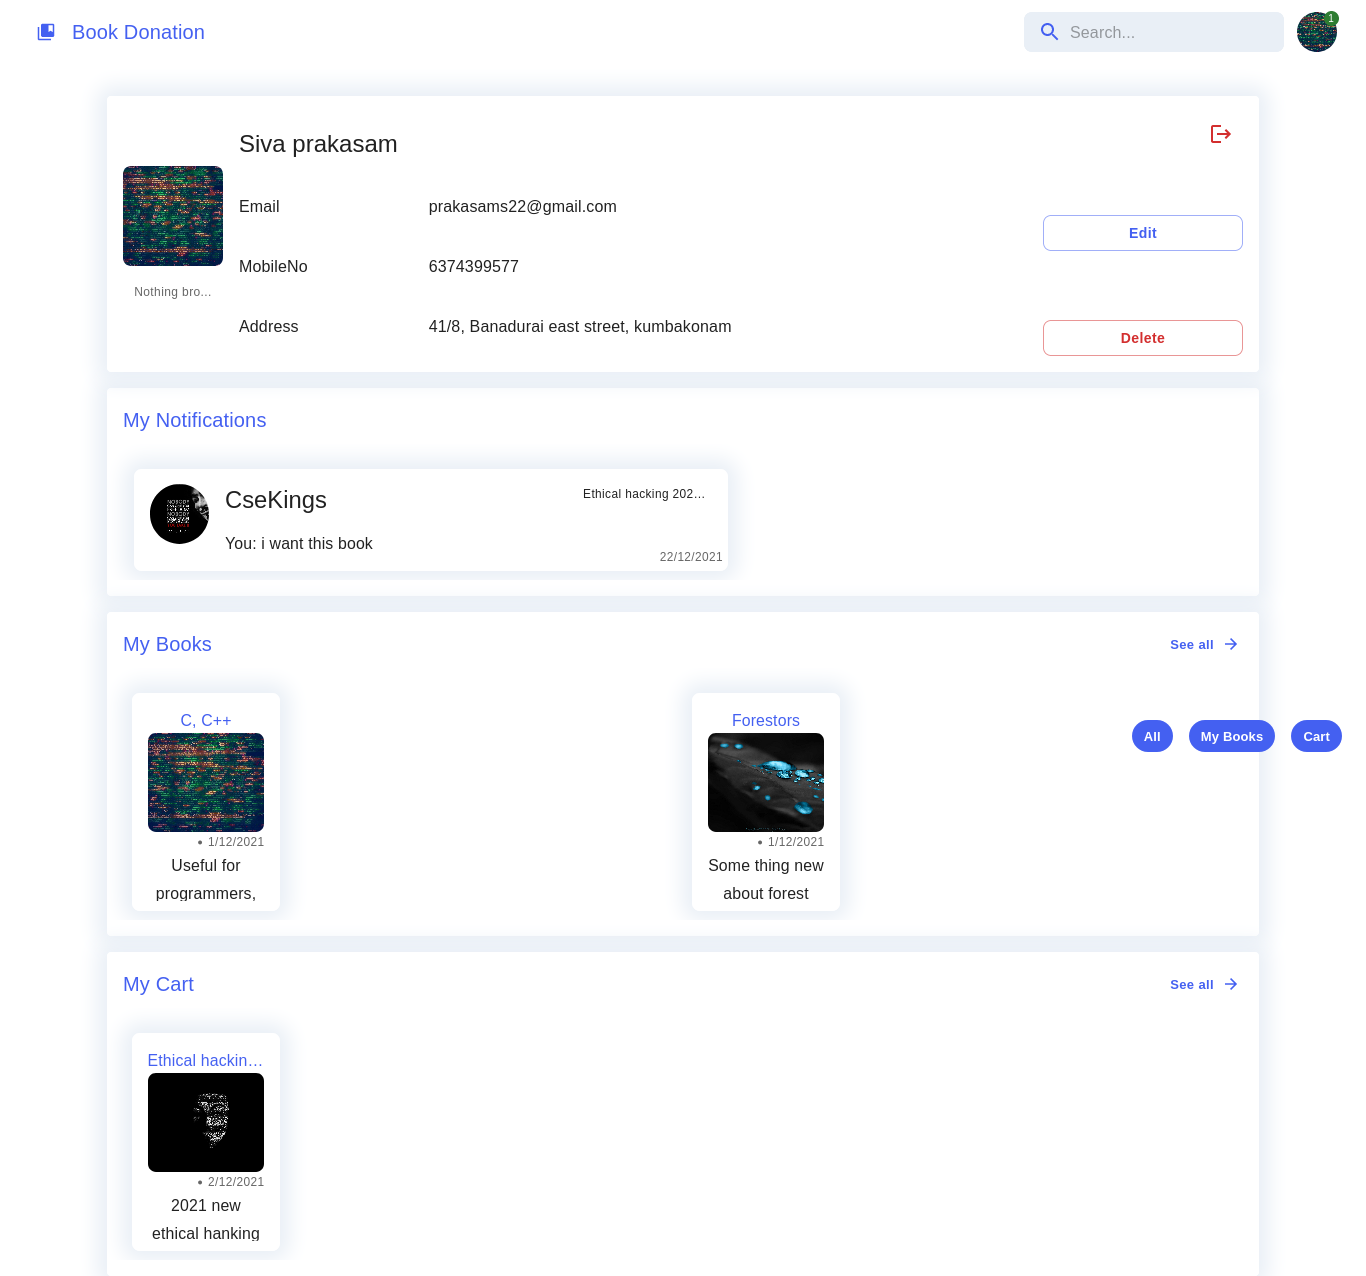 Book Donation
Search...
1
Siva prakasam
Email prakasams22@gmail.com
Edit
MobileNo 6374399577
Nothing bro...
Address 41/8, Banadurai east street, kumbakonam
Delete
My Notifications
CseKings
Ethical hacking 202...
You: i want this book
22/12/2021
My Books
See all
C, C++
• 1/12/2021
Useful for
programmers,
Forestors
• 1/12/2021
Some thing new
about forest
All
My Books
Cart
My Cart
See all
Ethical hackin...
• 2/12/2021
2021 new
ethical hanking